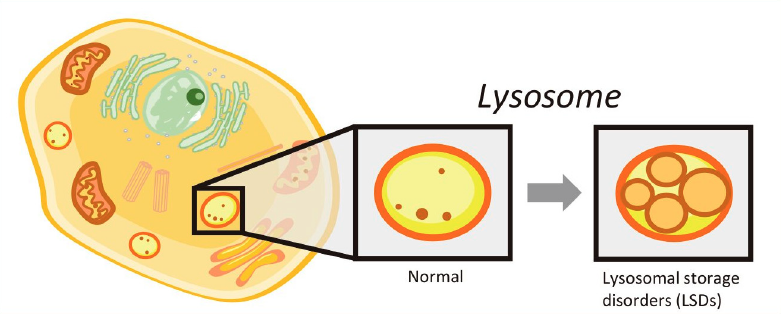 Lysosome
Normal
Lysosomal storage
disorders (LSDs)